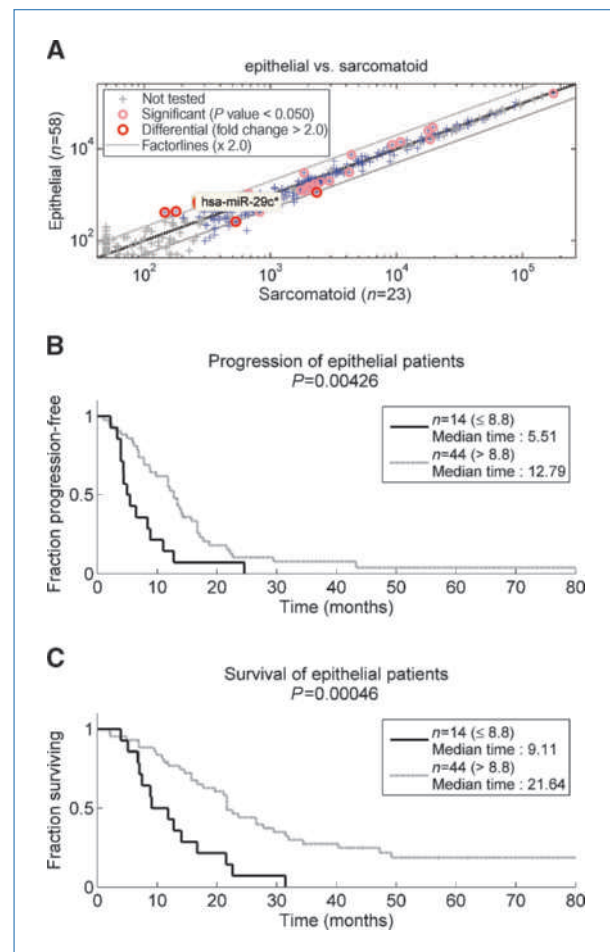 A
epithelial vs. sarcomatoid
Not tested
Significant (P value < 0.050)
Differential (fold change > 2.0)
Factorlines (x 2.0)
hsa-miR-29c*
Epithelial (n=58)
10^4
10^2
10^2 10^3 10^4 10^5
Sarcomatoid (n=23)
B
Progression of epithelial patients
P=0.00426
n=14 (≤ 8.8)
Median time : 5.51
n=44 (> 8.8)
Median time : 12.79
Fraction progression-free
1
0.5
0
0 10 20 30 40 50 60 70 80
Time (months)
C
Survival of epithelial patients
P=0.00046
n=14 (≤ 8.8)
Median time : 9.11
n=44 (> 8.8)
Median time : 21.64
Fraction surviving
1
0.5
0
0 10 20 30 40 50 60 70 80
Time (months)